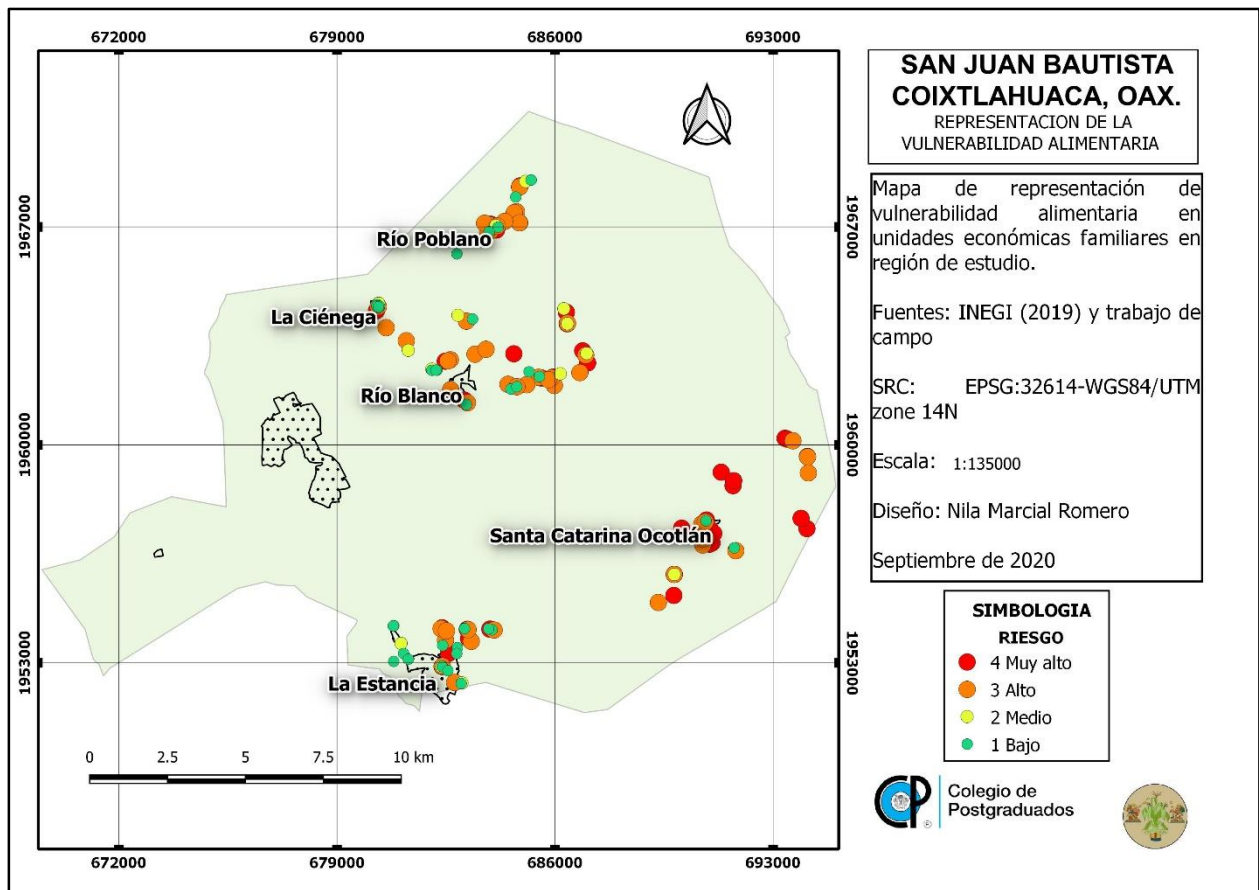 672000 679000 686000 693000
1967000 1967000
1960000 1960000
1953000 1953000
Río Poblano
La Ciénega
Río Blanco
Santa Catarina Ocotlán
La Estancia
0 2.5 5 7.5 10 km
672000 679000 686000 693000
SAN JUAN BAUTISTA
COIXTLAHUACA, OAX.
REPRESENTACION DE LA
VULNERABILIDAD ALIMENTARIA
Mapa de representación de
vulnerabilidad alimentaria en
unidades económicas familiares en
región de estudio.
Fuentes: INEGI (2019) y trabajo de
campo
SRC: EPSG:32614-WGS84/UTM
zone 14N
Escala: 1:135000
Diseño: Nila Marcial Romero
Septiembre de 2020
SIMBOLOGIA
RIESGO
4 Muy alto
3 Alto
2 Medio
1 Bajo
CP ®
Colegio de
Postgraduados